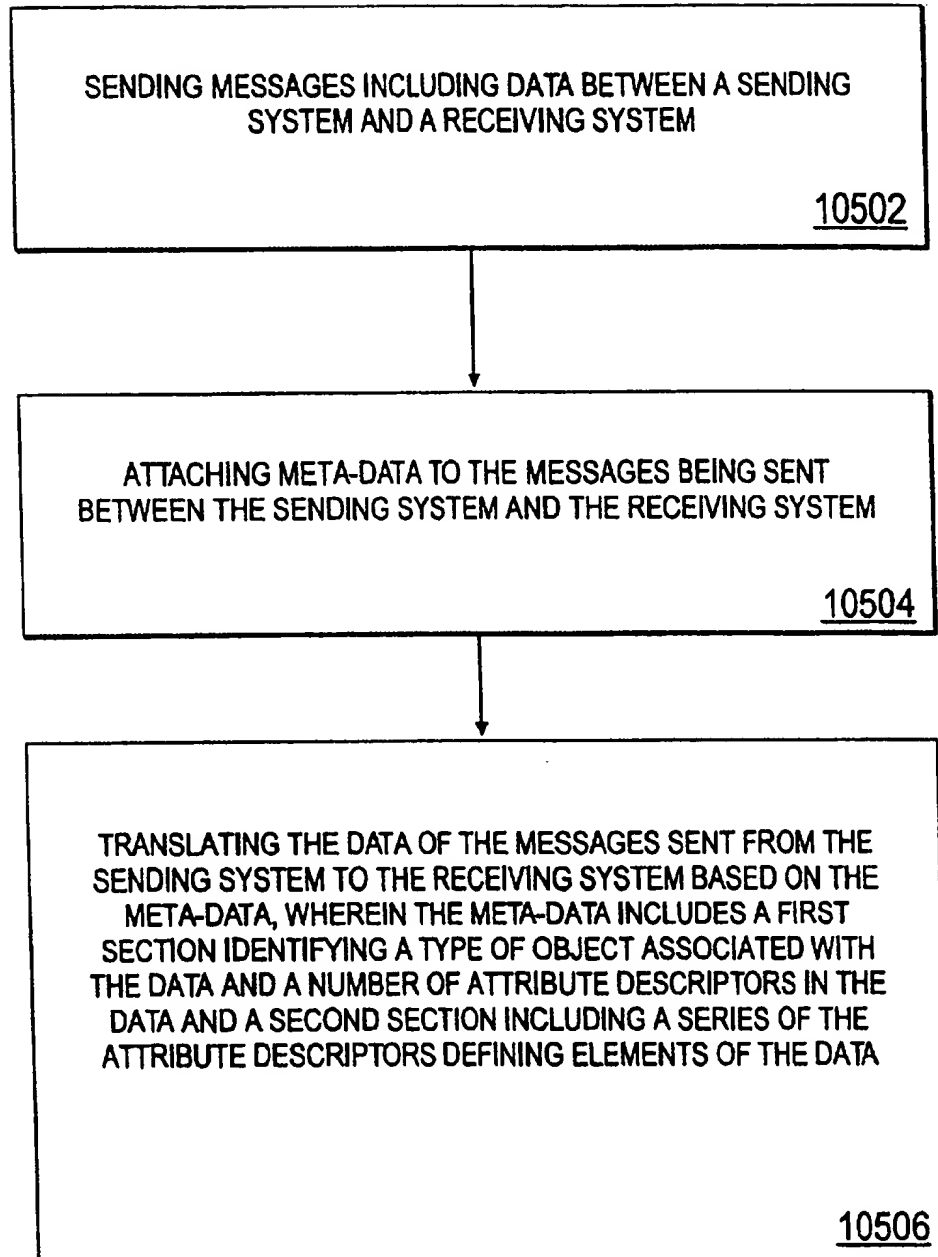 SENDING MESSAGES INCLUDING DATA BETWEEN A SENDING
SYSTEM AND A RECEIVING SYSTEM
10502
ATTACHING META-DATA TO THE MESSAGES BEING SENT
BETWEEN THE SENDING SYSTEM AND THE RECEIVING SYSTEM
10504
TRANSLATING THE DATA OF THE MESSAGES SENT FROM THE
SENDING SYSTEM TO THE RECEIVING SYSTEM BASED ON THE
META-DATA, WHEREIN THE META-DATA INCLUDES A FIRST
SECTION IDENTIFYING A TYPE OF OBJECT ASSOCIATED WITH
THE DATA AND A NUMBER OF ATTRIBUTE DESCRIPTORS IN THE
DATA AND A SECOND SECTION INCLUDING A SERIES OF THE
ATTRIBUTE DESCRIPTORS DEFINING ELEMENTS OF THE DATA
10506